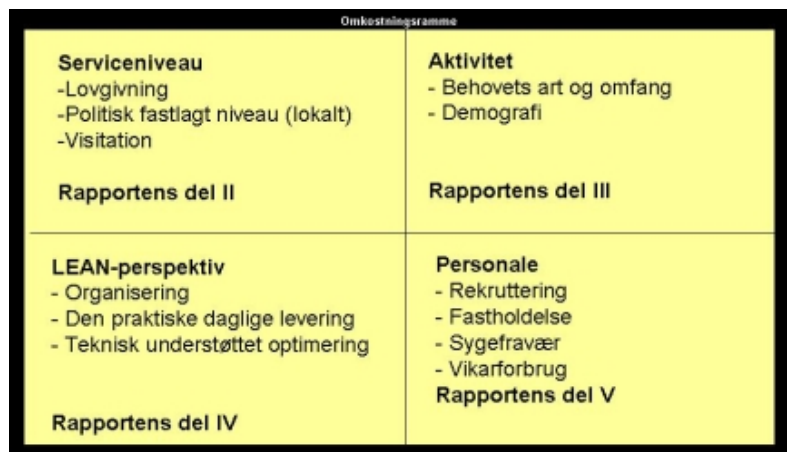 Omkostningsramme
Serviceniveau
-Lovgivning
-Politisk fastlagt niveau (lokalt)
-Visitation
Rapportens del II
Aktivitet
- Behovets art og omfang
- Demografi
Rapportens del III
LEAN-perspektiv
- Organisering
- Den praktiske daglige levering
- Teknisk understøttet optimering
Rapportens del IV
Personale
- Rekruttering
- Fastholdelse
- Sygefravær
- Vikarforbrug
Rapportens del V